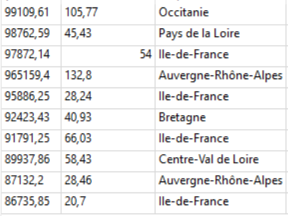 99109,61 105,77 Occitanie
98762,59 45,43 Pays de la Loire
97872,14 54 Ile-de-France
965159,4 132,8 Auvergne-Rhône-Alpes
95886,25 28,24 Ile-de-France
92423,43 40,93 Bretagne
91791,25 66,03 Ile-de-France
89937,86 58,43 Centre-Val de Loire
87132,2 28,46 Auvergne-Rhône-Alpes
86735,85 20,7 Ile-de-France